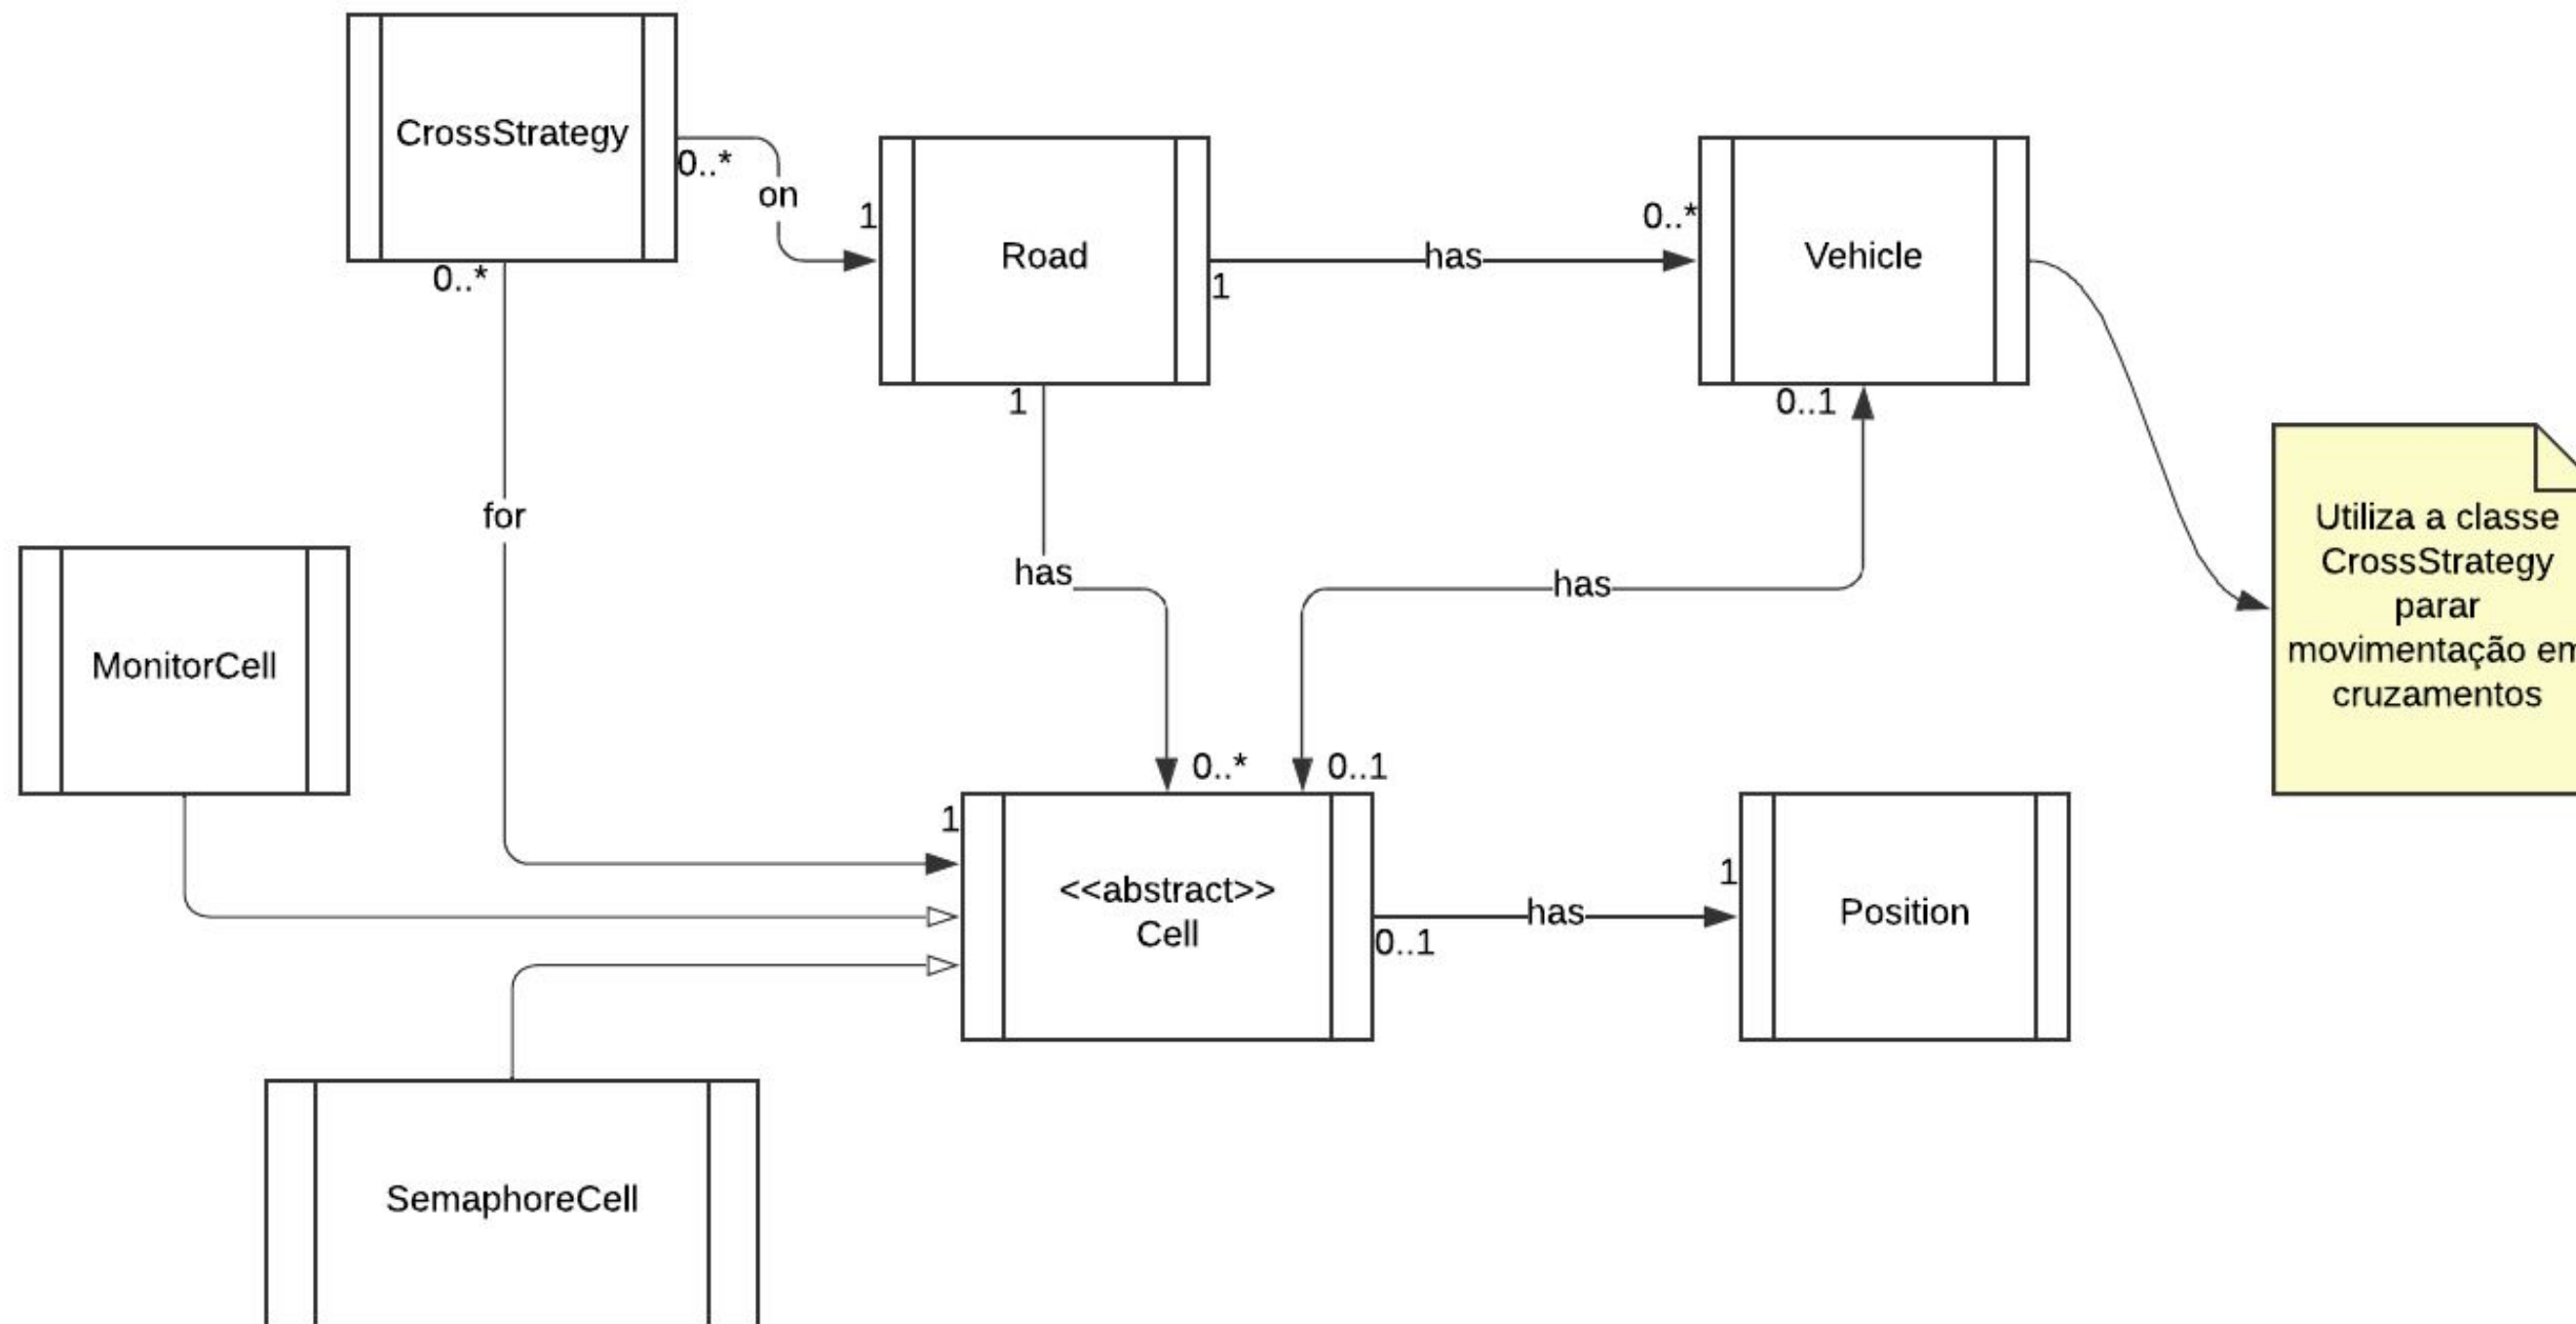 CrossStrategy
0..*
on
1
Road
0..*
has
1
Vehicle
0..*
1
0..1
for
has
has
Utiliza a classe
CrossStrategy
parar
movimentação em
cruzamentos
MonitorCell
0..*
0..1
1
<<abstract>>
Cell
has
0..1
1
Position
SemaphoreCell